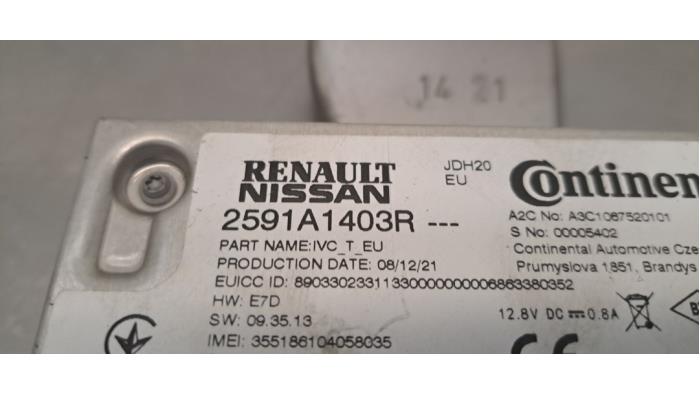 14 21
RENAULT
NISSAN
JDH20
EU
Continen
2591A1403R ---
A2C No: A3C1067520101
S No: 00005402
PART NAME:IVC_T_EU
Continental Automotive Cze
PRODUCTION DATE: 08/12/21
Prumyslova 1851, Brandys
EUICC ID: 89033023311330000000006863380352
HW: E7D
12.8V DC 0.8A
SW: 09.35.13
IMEI: 355186104058035
CE